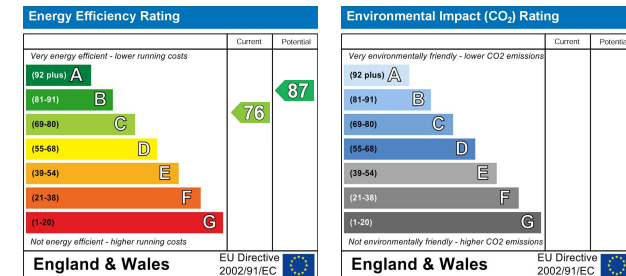 Energy Efficiency Rating
Current Potential
Very energy efficient - lower running costs
(92 plus) A
(81-91) B
(69-80) C
(55-68) D
(39-54) E
(21-38) F
(1-20) G
76
87
Not energy efficient - higher running costs
England & Wales
EU Directive
2002/91/EC
Environmental Impact (CO₂) Rating
Current Potential
Very environmentally friendly - lower CO2 emissions
(92 plus) A
(81-91) B
(69-80) C
(55-68) D
(39-54) E
(21-38) F
(1-20) G
Not environmentally friendly - higher CO2 emissions
England & Wales
EU Directive
2002/91/EC